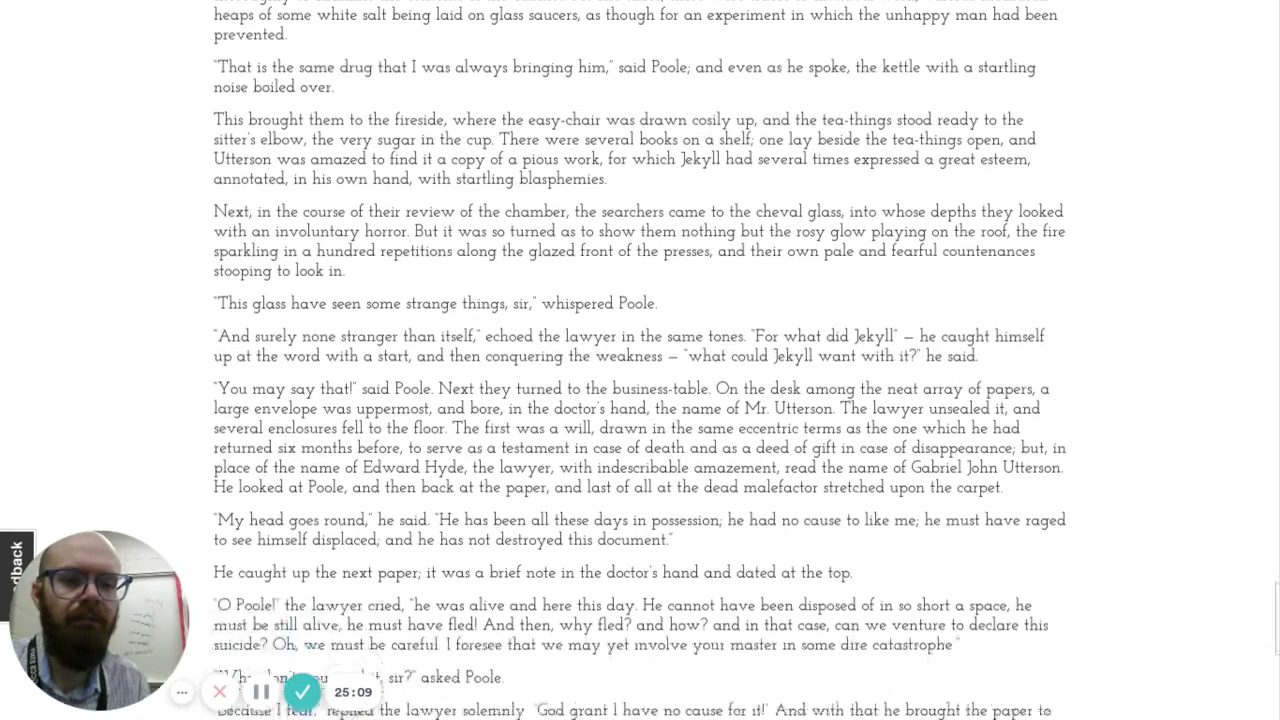 heaps of some white salt being laid on glass saucers, as though for an experiment in which the unhappy man had been
prevented.
“That is the same drug that I was always bringing him,” said Poole; and even as he spoke, the kettle with a startling
noise boiled over.
This brought them to the fireside, where the easy-chair was drawn cosily up, and the tea-things stood ready to the
sitter’s elbow, the very sugar in the cup. There were several books on a shelf; one lay beside the tea-things open, and
Utterson was amazed to find it a copy of a pious work, for which Jekyll had several times expressed a great esteem,
annotated, in his own hand, with startling blasphemies.
Next, in the course of their review of the chamber, the searchers came to the cheval glass, into whose depths they looked
with an involuntary horror. But it was so turned as to show them nothing but the rosy glow playing on the roof, the fire
sparkling in a hundred repetitions along the glazed front of the presses, and their own pale and fearful countenances
stooping to look in.
“This glass have seen some strange things, sir,” whispered Poole.
“And surely none stranger than itself,” echoed the lawyer in the same tones. “For what did Jekyll” — he caught himself
up at the word with a start, and then conquering the weakness — “what could Jekyll want with it?” he said.
“You may say that!” said Poole. Next they turned to the business-table. On the desk among the neat array of papers, a
large envelope was uppermost, and bore, in the doctor’s hand, the name of Mr. Utterson. The lawyer unsealed it, and
several enclosures fell to the floor. The first was a will, drawn in the same eccentric terms as the one which he had
returned six months before, to serve as a testament in case of death and as a deed of gift in case of disappearance; but, in
place of the name of Edward Hyde, the lawyer, with indescribable amazement, read the name of Gabriel John Utterson.
He looked at Poole, and then back at the paper, and last of all at the dead malefactor stretched upon the carpet.
“My head goes round,” he said. “He has been all these days in possession; he had no cause to like me; he must have raged
to see himself displaced; and he has not destroyed this document.”
He caught up the next paper; it was a brief note in the doctor’s hand and dated at the top.
“O Poole!” the lawyer cried, “he was alive and here this day. He cannot have been disposed of in so short a space, he
must be still alive, he must have fled! And then, why fled? and how? and in that case, can we venture to declare this
suicide? Oh, we must be careful. I foresee that we may yet involve your master in some dire catastrophe”
sir?” asked Poole.
“Because I fear,” replied the lawyer solemnly “God grant I have no cause for it!” And with that he brought the paper to
dback
25:09